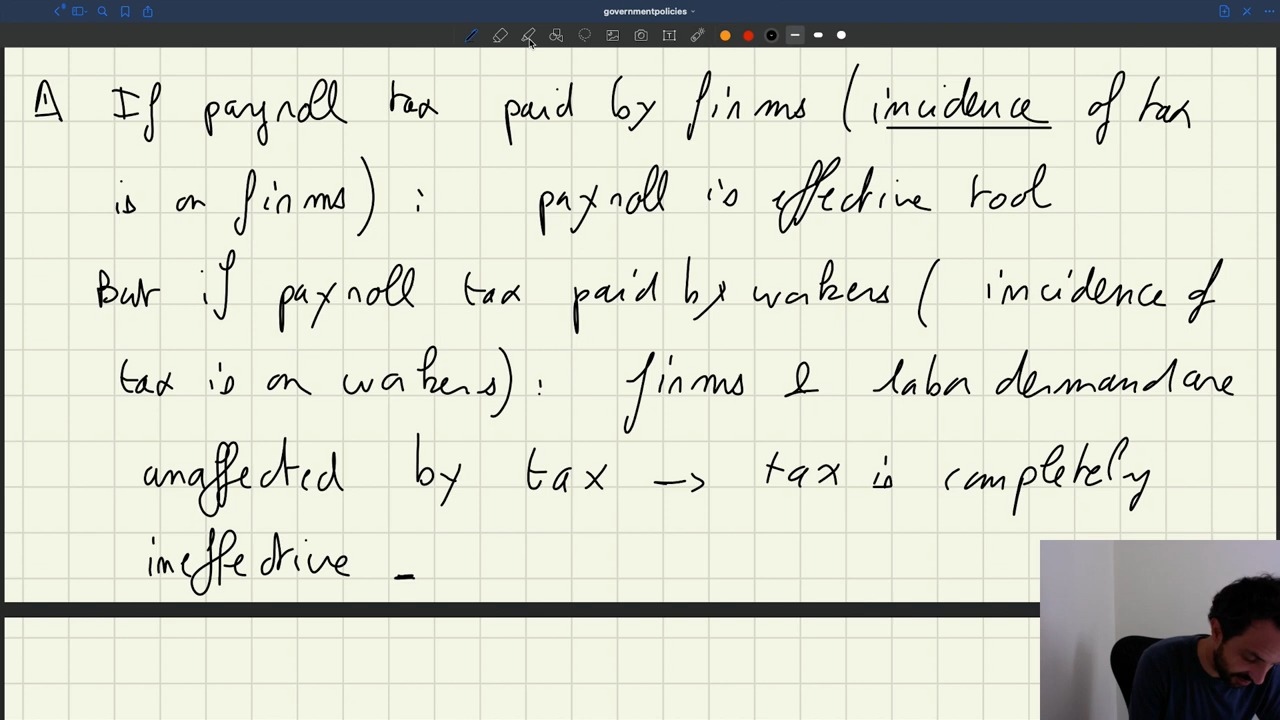 governmentpolicies
⚠ If payroll tax paid by firms (incidence of tax
is on firms) : payroll is effective tool
But if payroll tax paid by workers ( incidence of
tax is on workers) : firms & labor demand are
unaffected by tax → tax is completely
ineffective -